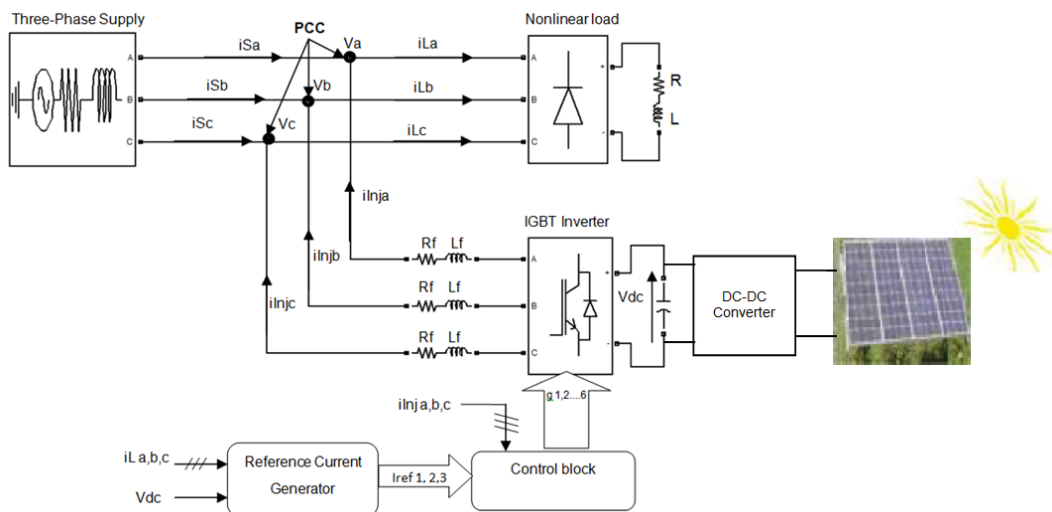 Three-Phase Supply
A
B
C
iSa
iSb
iSc
PCC
Va
Vb
Vc
iLa
iLb
iLc
Nonlinear load
A
B
C
+
-
R
L
iInja
iInjb
iInjc
Rf Lf
Rf Lf
Rf Lf
IGBT Inverter
A
B
C
+
-
Vdc
DC-DC
Converter
g 1,2....6
iInj a,b,c
iL a,b,c
Vdc
Reference Current
Generator
Iref 1, 2,3
Control block